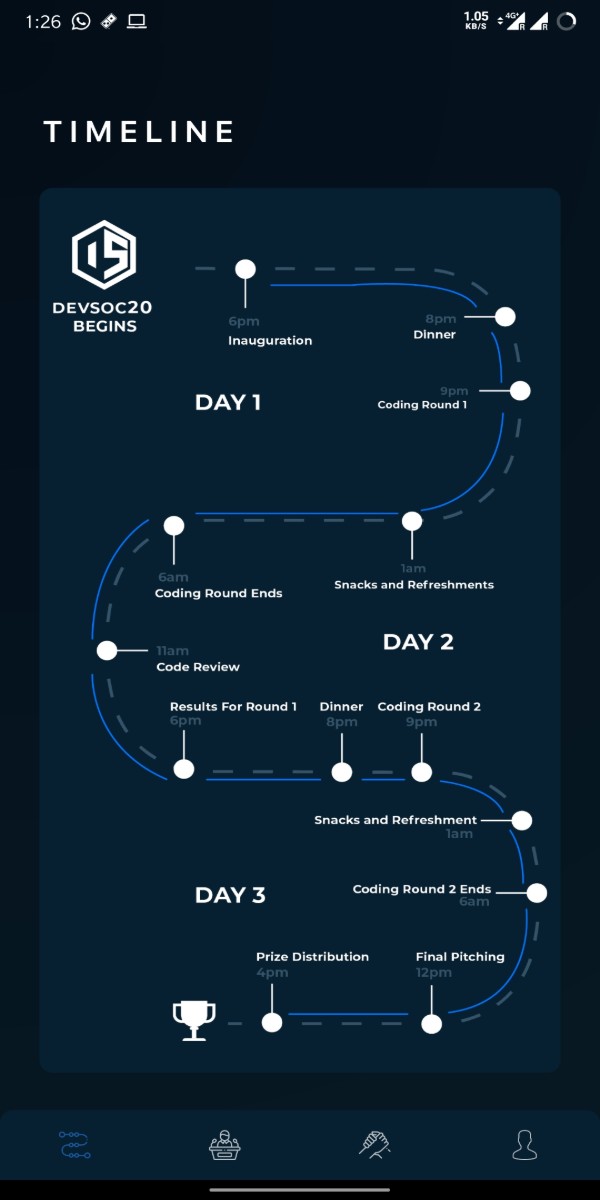 1:26
1.05
KB/S
4G+
R
R
TIMELINE
DS
DEVSOC20
BEGINS
6pm
Inauguration
8pm
Dinner
9pm
Coding Round 1
DAY 1
1am
Snacks and Refreshments
6am
Coding Round Ends
DAY 2
11am
Code Review
Results For Round 1
6pm
Dinner
8pm
Coding Round 2
9pm
Snacks and Refreshment
1am
Coding Round 2 Ends
6am
DAY 3
Final Pitching
12pm
Prize Distribution
4pm